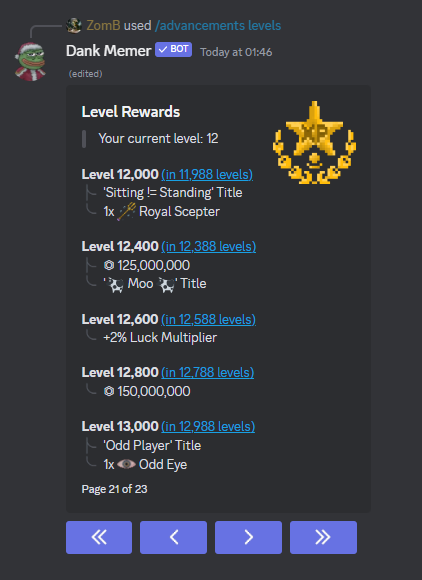 ZomB used /advancements levels
Dank Memer BOT Today at 01:46
(edited)
Level Rewards
Your current level: 12
XP
Level 12,000 (in 11,988 levels)
'Sitting != Standing' Title
1x Royal Scepter
Level 12,400 (in 12,388 levels)
125,000,000
' Moo ' Title
Level 12,600 (in 12,588 levels)
+2% Luck Multiplier
Level 12,800 (in 12,788 levels)
150,000,000
Level 13,000 (in 12,988 levels)
'Odd Player' Title
1x Odd Eye
Page 21 of 23